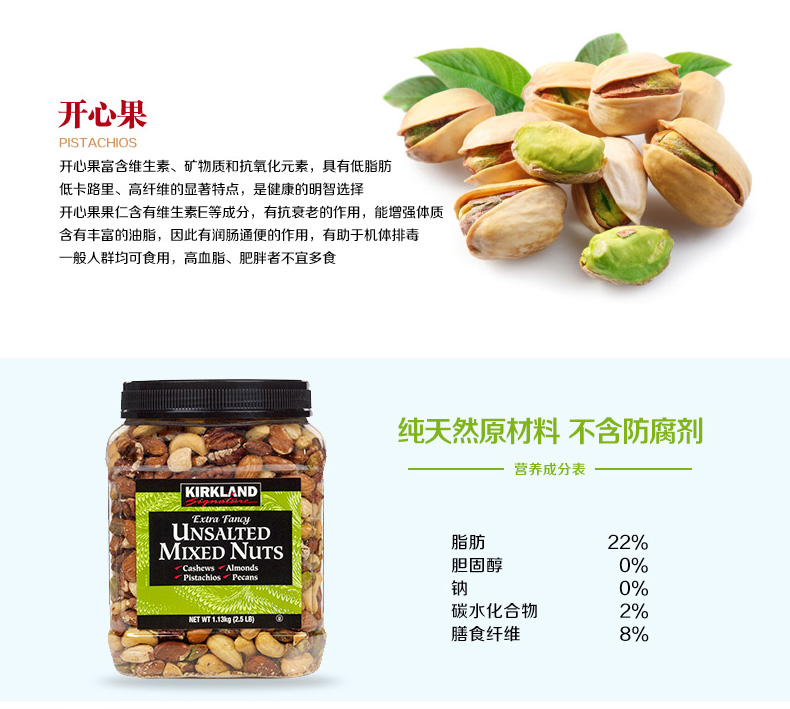 开心果
PISTACHIOS
开心果富含维生素、矿物质和抗氧化元素，具有低脂肪
低卡路里、高纤维的显著特点，是健康的明智选择
开心果果仁含有维生素E等成分，有抗衰老的作用，能增强体质
含有丰富的油脂，因此有润肠通便的作用，有助于机体排毒
一般人群均可食用，高血脂、肥胖者不宜多食
纯天然原材料 不含防腐剂
营养成分表
脂肪 22%
胆固醇 0%
钠 0%
碳水化合物 2%
膳食纤维 8%
KIRKLAND
Signature
Extra Fancy
UNSALTED
MIXED NUTS
Cashews Almonds
Pistachios Pecans
NET WT 1.13kg (2.5 LB)